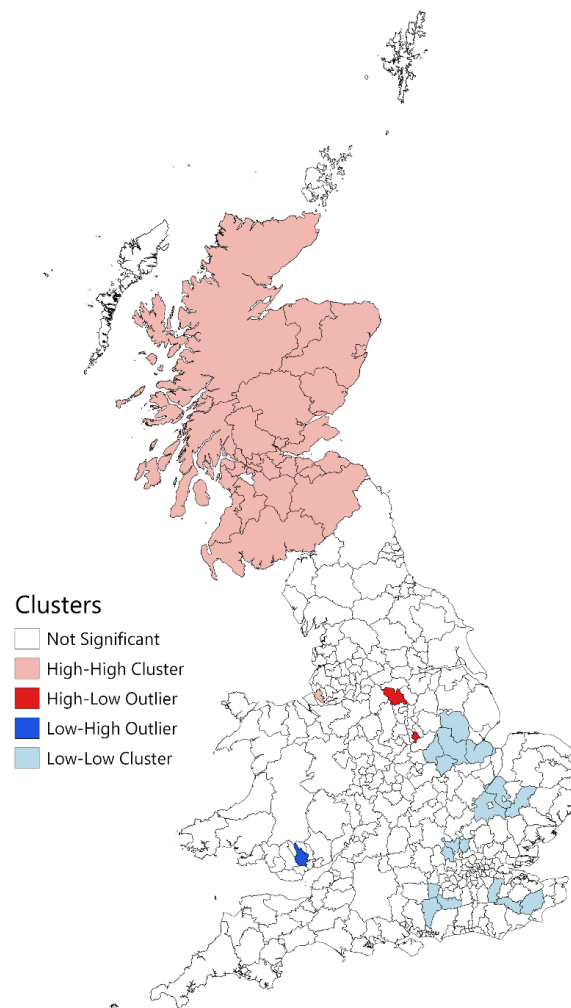 Clusters
Not Significant
High-High Cluster
High-Low Outlier
Low-High Outlier
Low-Low Cluster